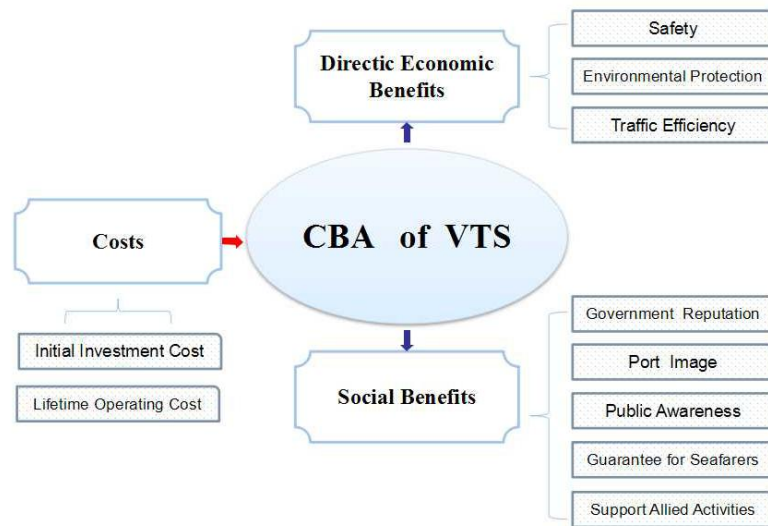 Directic Economic
Benefits
Safety
Environmental Protection
Traffic Efficiency
Costs
CBA of VTS
Initial Investment Cost
Lifetime Operating Cost
Social Benefits
Government Reputation
Port Image
Public Awareness
Guarantee for Seafarers
Support Allied Activities